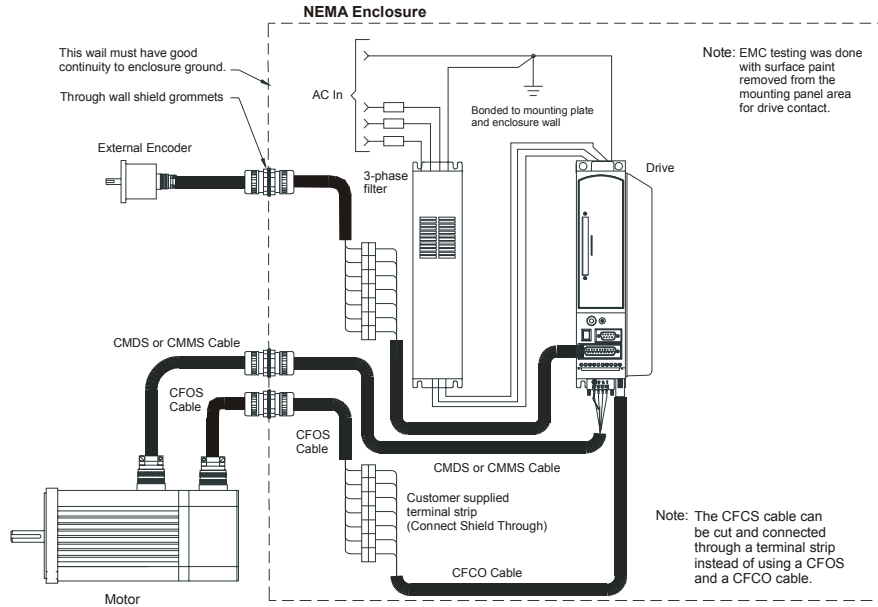 NEMA Enclosure
This wail must have good
continuity to enclosure ground.
Through wall shield grommets
AC In
Bonded to mounting plate
and enclosure wall
Note: EMC testing was done
with surface paint
removed from the
mounting panel area
for drive contact.
External Encoder
3-phase
filter
Drive
CMDS or CMMS Cable
CFOS
Cable
CFOS
Cable
CMDS or CMMS Cable
Customer supplied
terminal strip
(Connect Shield Through)
CFCO Cable
Note: The CFCS cable can
be cut and connected
through a terminal strip
instead of using a CFOS
and a CFCO cable.
Motor